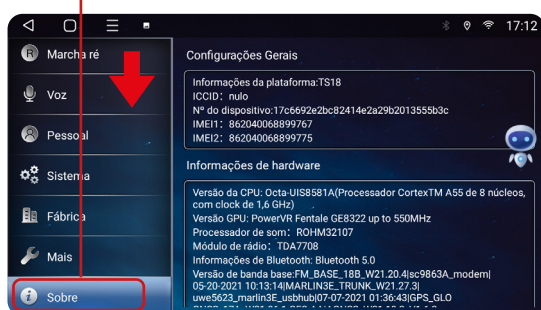 17:12
R Marcha ré
Voz
Pessoal
Sistema
Fábrica
Mais
i Sobre
Configurações Gerais
Informações da plataforma:TS18
ICCID: nulo
Nº do dispositivo:17c6692e2bc82414e2a29b2013555b3c
IMEI1: 862040068899767
IMEI2: 862040068899775
Informações de hardware
Versão da CPU: Octa-UIS8581A(Processador CortexTM A55 de 8 núcleos,
com clock de 1,6 GHz)
Versão GPU: PowerVR Fentale GE8322 up to 550MHz
Processador de som: ROHM32107
Módulo de rádio: TDA7708
Informações de Bluetooth: Bluetooth 5.0
Versão de banda base:FM_BASE_18B_W21.20.4|sc9863A_modem|
05-20-2021 10:13:14|MARLIN3E_TRUNK_W21.27.3|
uwe5623_marlin3E_usbhub|07-07-2021 01:36:43|GPS_GLO